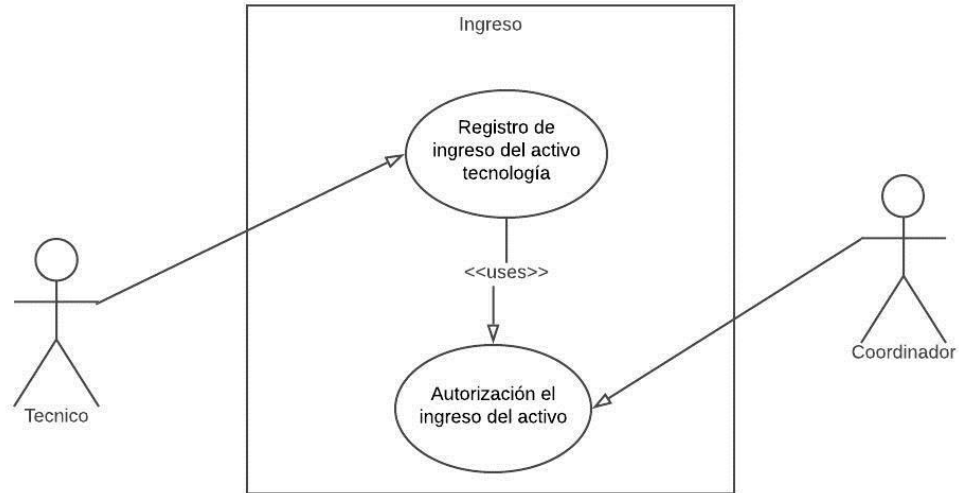 Ingreso
Registro de
ingreso del activo
tecnología
<<uses>>
Autorización el
ingreso del activo
Tecnico
Coordinador